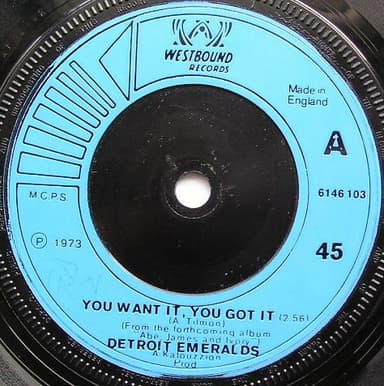 WESTBOUND
RECORDS
Made in
England
A
M.C.P.S.
6146 103
Ⓟ 1973
45
YOU WANT IT, YOU GOT IT (2.56)
(A. Tilmon)
(From the forthcoming album
Abe, James and Ivory.)
DETROIT EMERALDS
A Katouzzion
Prod